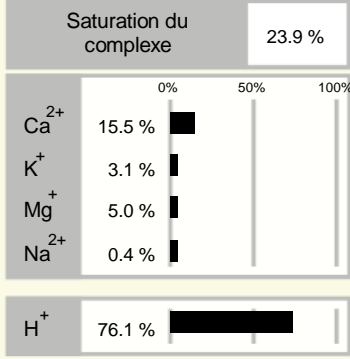 Saturation du
complexe
23.9 %
0% 50% 100%
Ca2+ 15.5 %
K+ 3.1 %
Mg+ 5.0 %
Na2+ 0.4 %
H+ 76.1 %